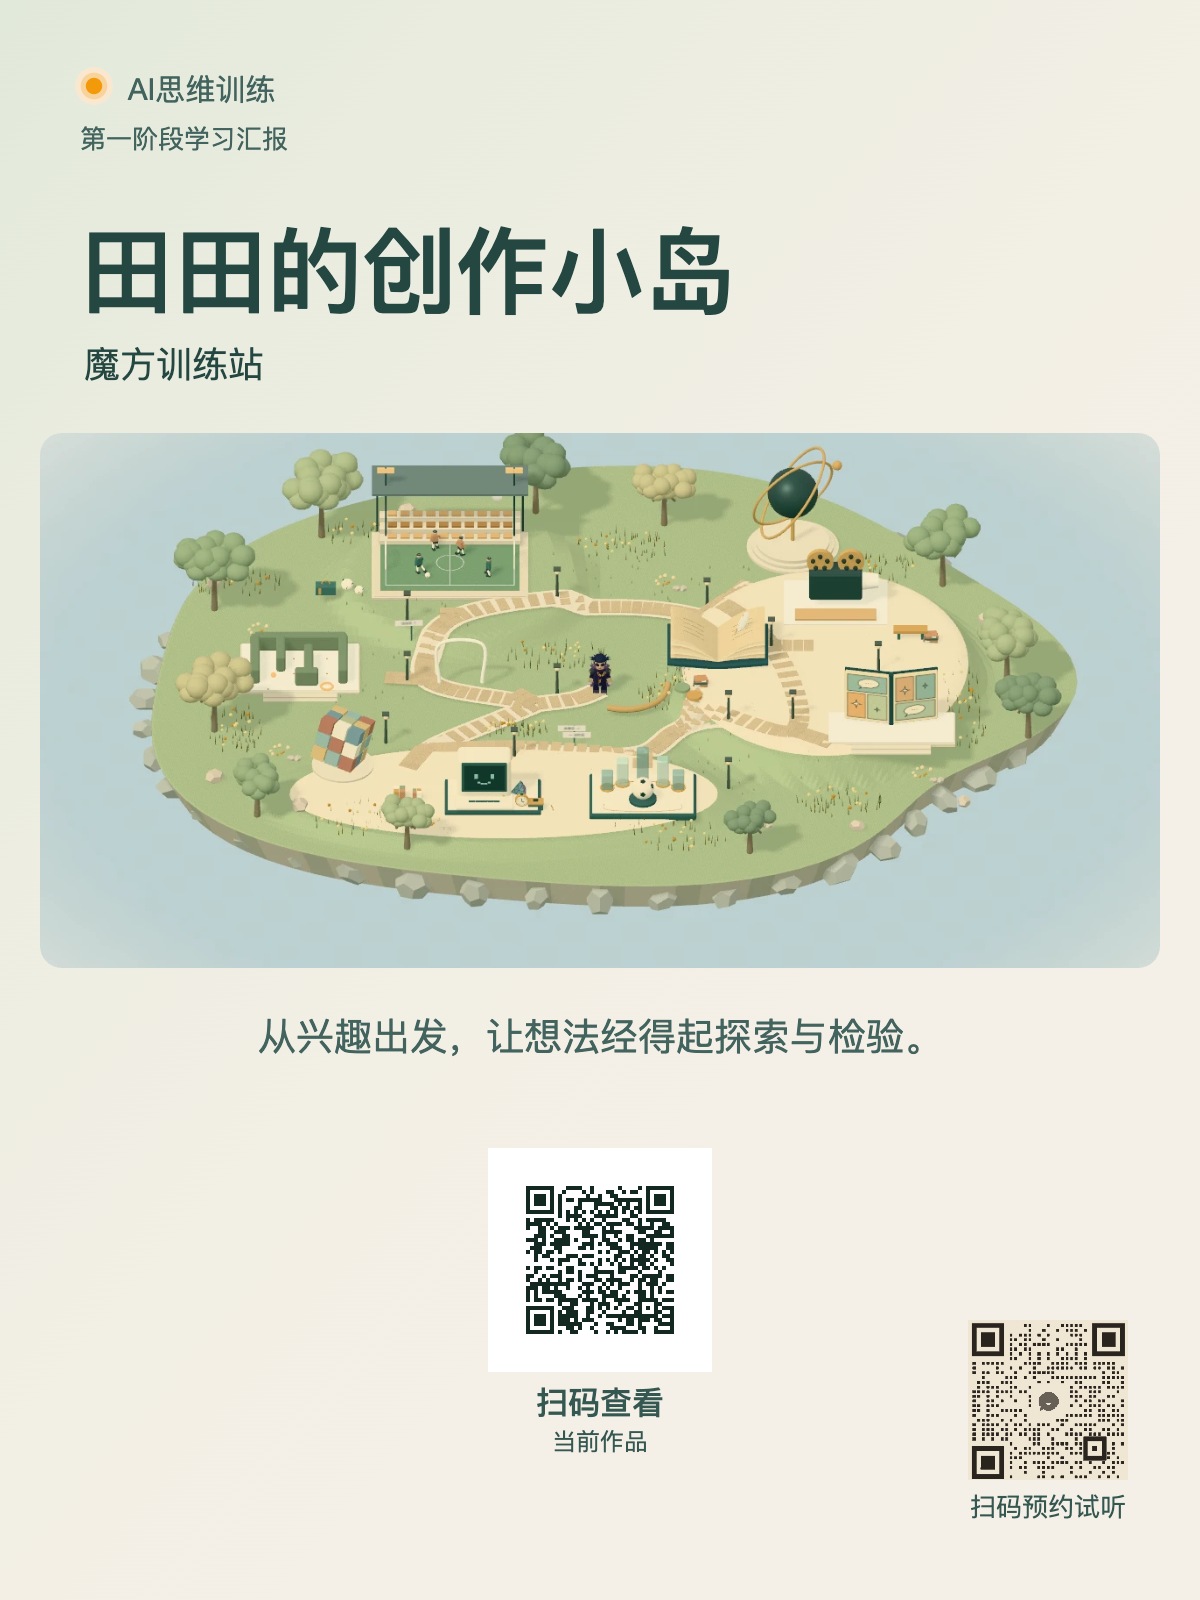 AI思维训练
第一阶段学习汇报
田田的创作小岛
魔方训练站
从兴趣出发，让想法经得起探索与检验。
扫码查看
当前作品
扫码预约试听